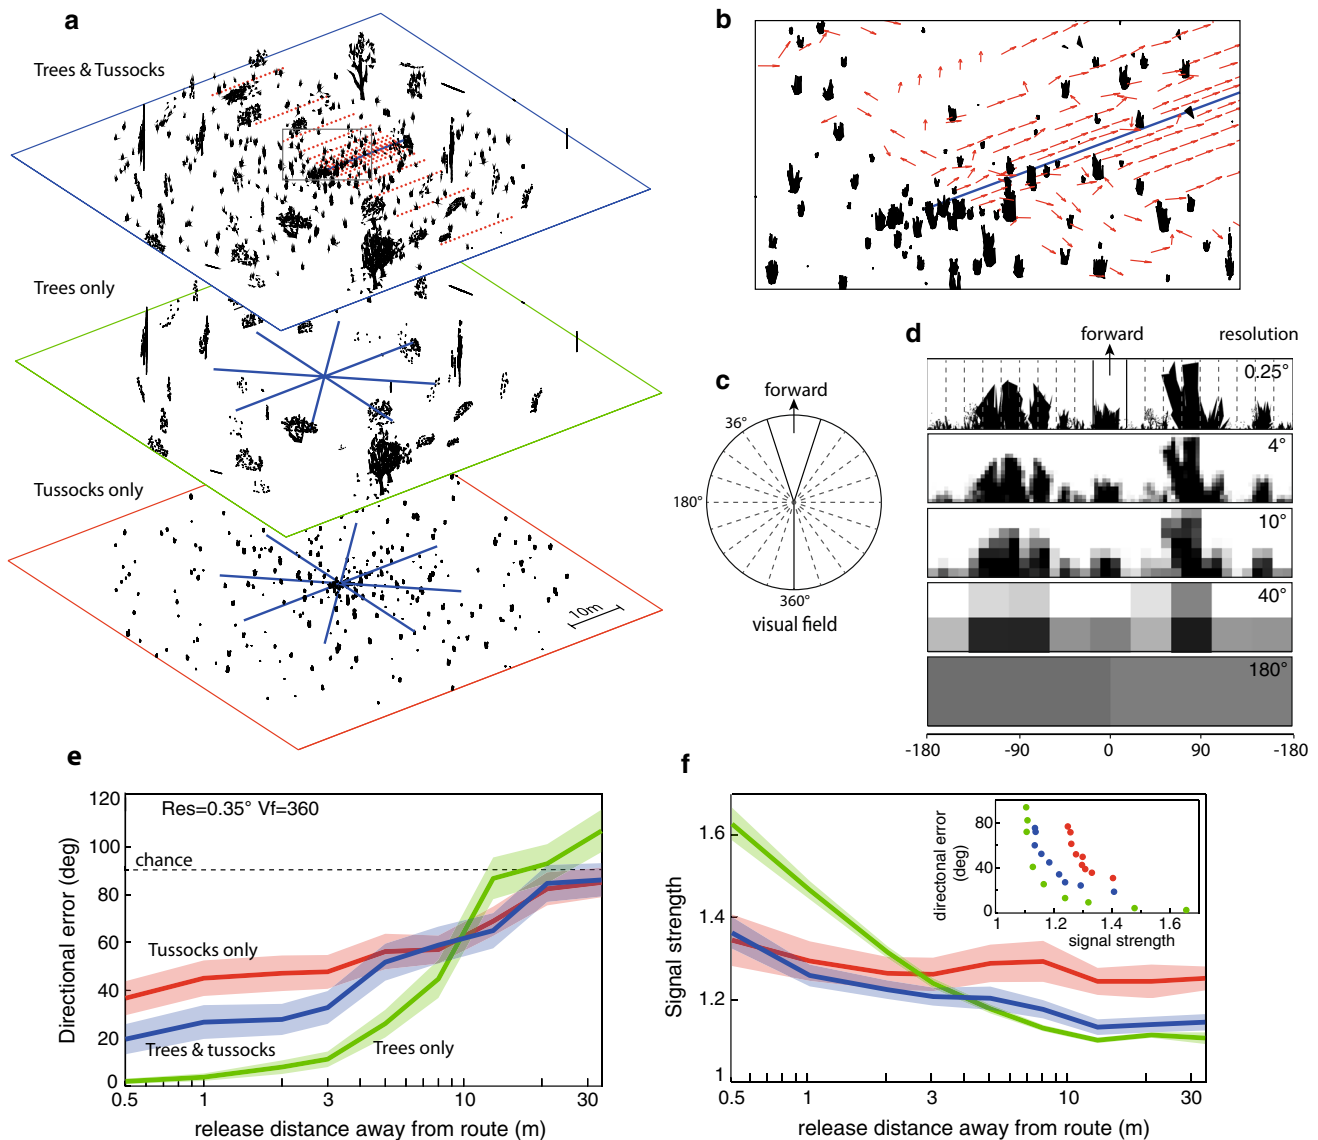 a
Trees & Tussocks
Trees only
Tussocks only
10m
b
c
forward
36°
180°
360°
visual field
d
forward
resolution
0.25°
4°
10°
40°
180°
-180
-90
0
90
-180
e
Res=0.35° Vf=360
chance
Tussocks only
Trees & tussocks
Trees only
Directional error (deg)
120
100
80
60
40
20
0
0.5
1
3
10
30
release distance away from route (m)
f
Signal strength
1.6
1.4
1.2
1
0.5
1
3
10
30
release distance away from route (m)
directional error
(deg)
80
40
0
1
1.2
1.4
1.6
signal strength